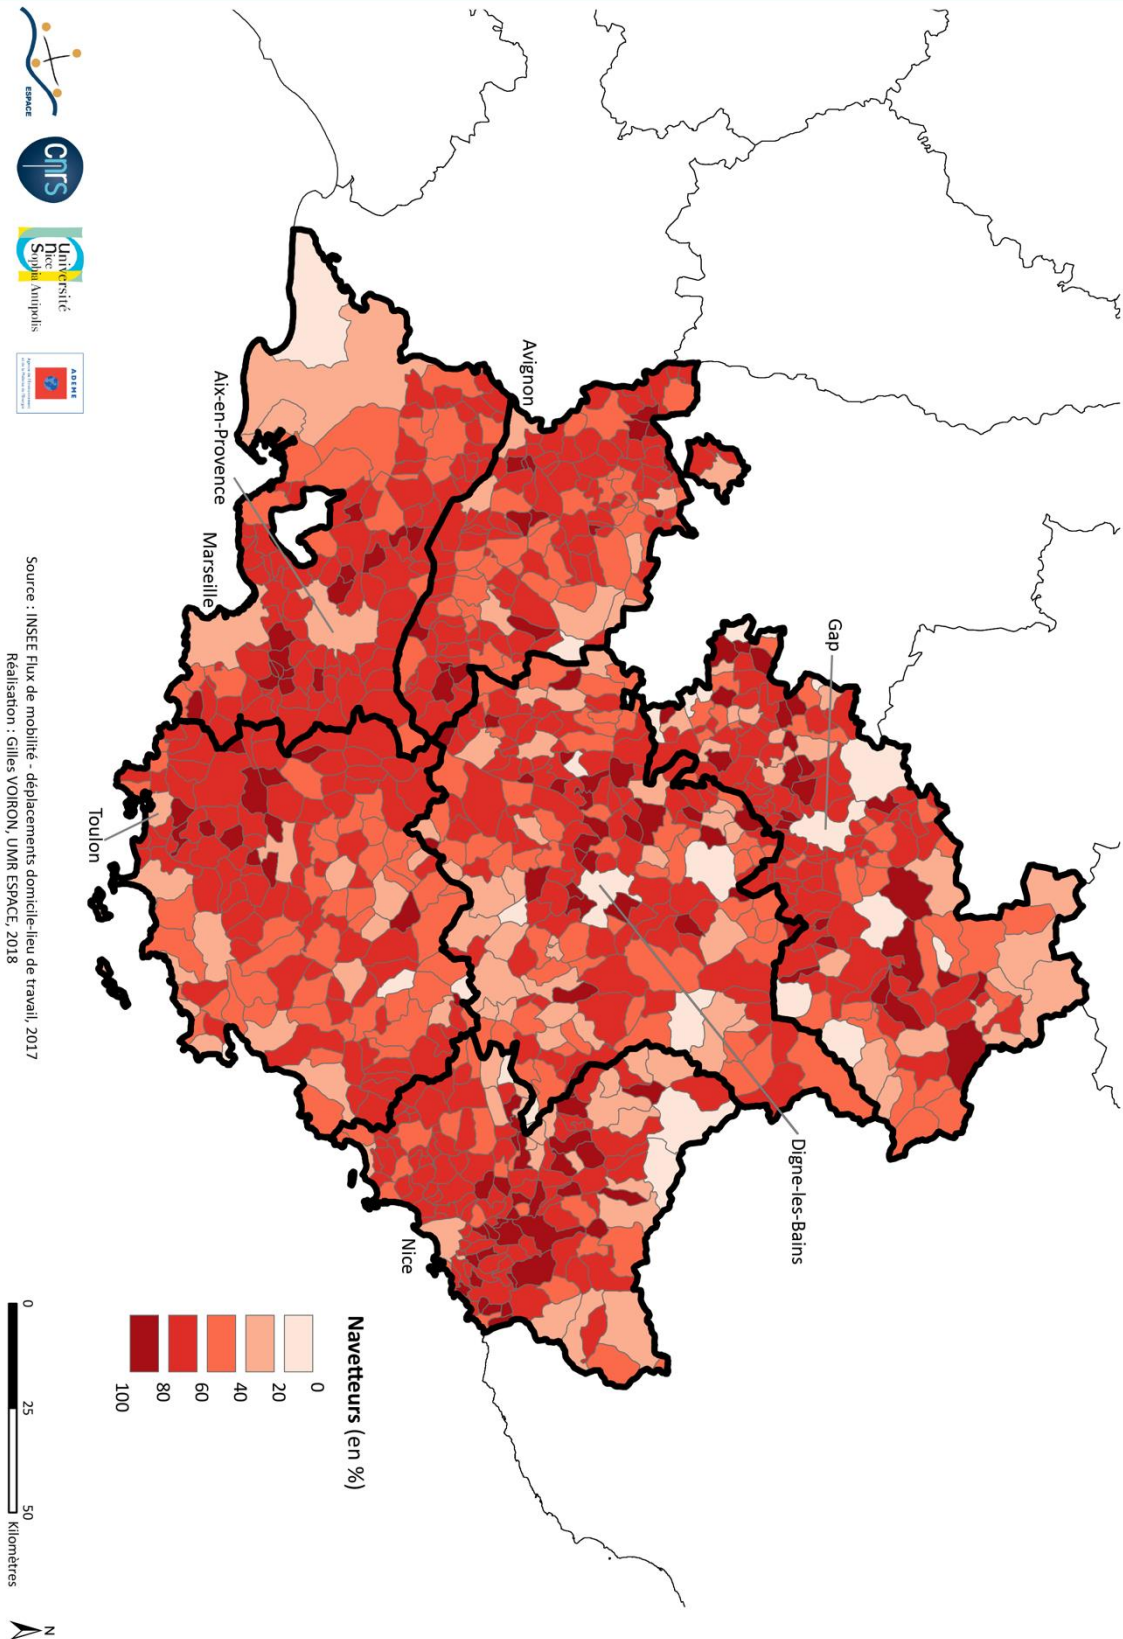 Gap
Avignon
Digne-les-Bains
Aix-en-Provence
Marseille
Nice
Toulon
Navetteurs (en %)
0
20
40
60
80
100
ESPACE
cnrs
Université
nice
Sophia Antipolis
ADEME
Source : INSEE Flux de mobilité - déplacements domicile-lieu de travail, 2017
Réalisation : Gilles VOIRON, UMR ESPACE, 2018
0 25 50
Kilomètres
N